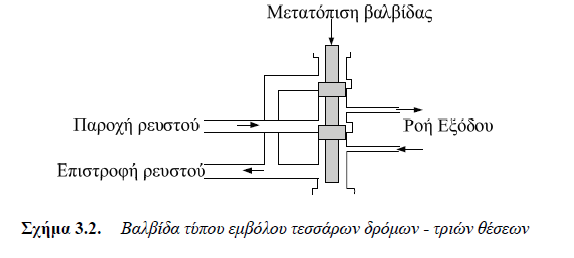 Μετατόπιση βαλβίδας
Παροχή ρευστού
Ροή Εξόδου
Επιστροφή ρευστού
Σχήμα 3.2. Βαλβίδα τύπου εμβόλου τεσσάρων δρόμων - τριών θέσεων